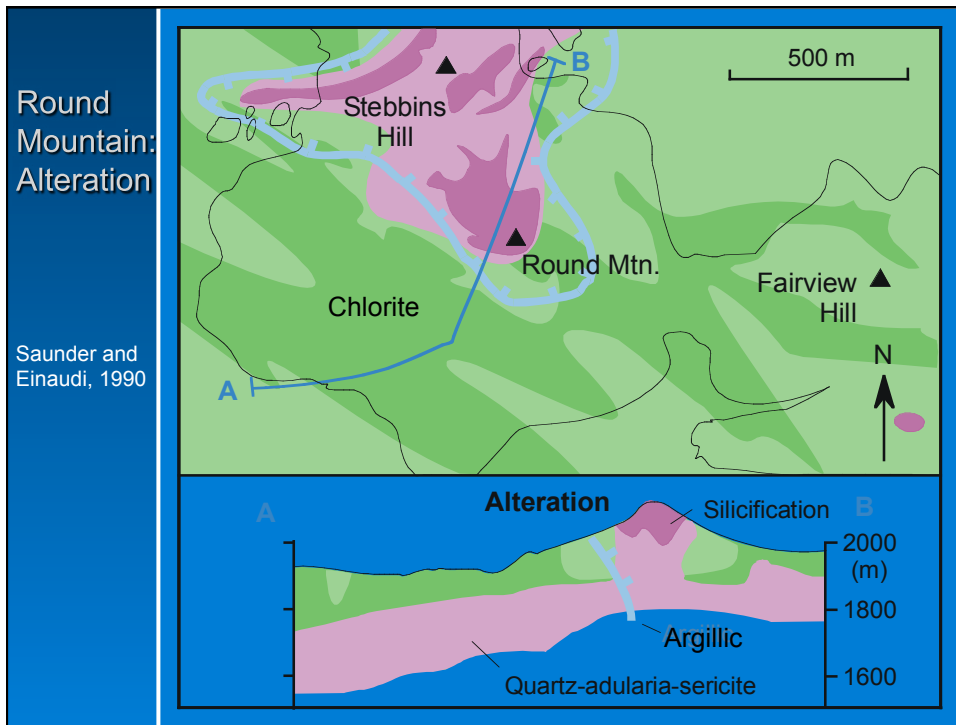 Round
Mountain:
Alteration
Saunder and
Einaudi, 1990
B
500 m
Stebbins
Hill
Round Mtn.
Fairview
Hill
Chlorite
N
A
A
Alteration
Silicification
B
2000
(m)
1800
Argillic
1600
Quartz-adularia-sericite